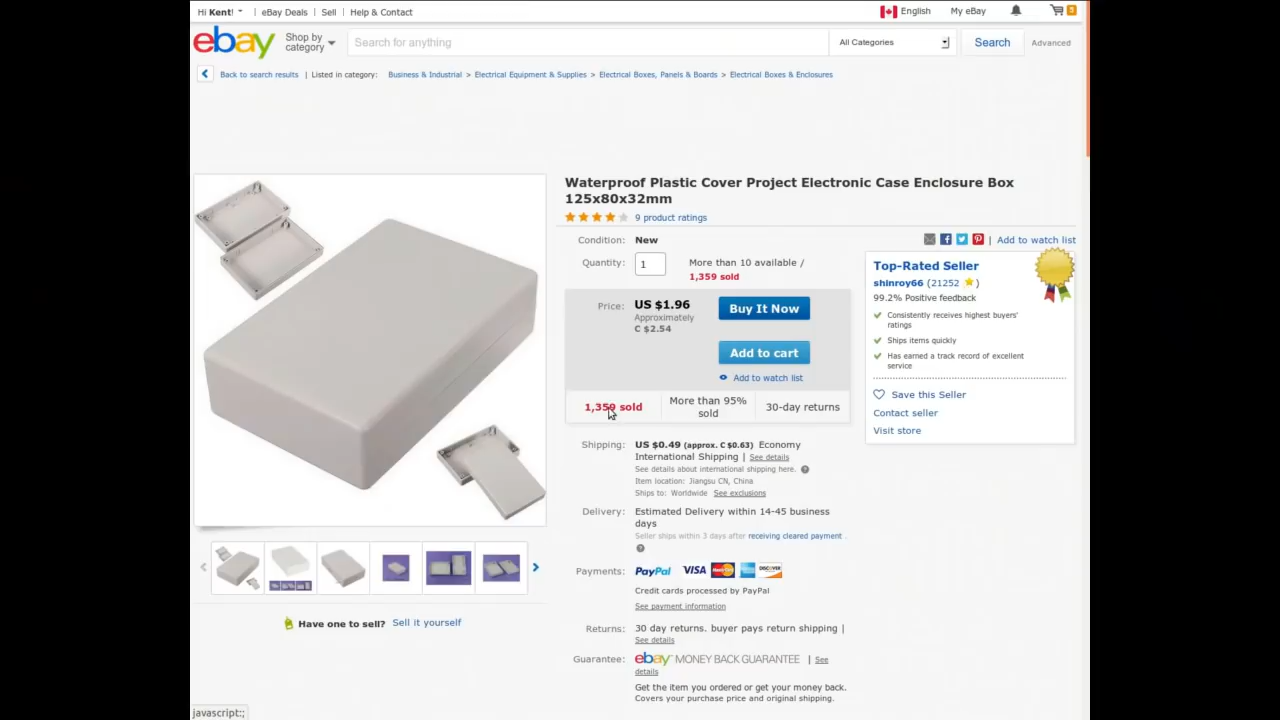 Hi Kent! | eBay Deals | Sell | Help & Contact
English My eBay 5
ebay Shop by category Search for anything All Categories Search Advanced
Back to search results | Listed in category: Business & Industrial > Electrical Equipment & Supplies > Electrical Boxes, Panels & Boards > Electrical Boxes & Enclosures
Waterproof Plastic Cover Project Electronic Case Enclosure Box
125x80x32mm
9 product ratings
Condition: New
| Add to watch list
Quantity: 1 More than 10 available /
1,359 sold
Price: US $1.96
Approximately
C $2.54
Buy It Now
Add to cart
Add to watch list
1,359 sold
More than 95%
sold
30-day returns
Top-Rated Seller
shinroy66 (21252 )
99.2% Positive feedback
Consistently receives highest buyers'
ratings
Ships items quickly
Has earned a track record of excellent
service
Save this Seller
Contact seller
Visit store
Shipping: US $0.49 (approx. C $0.63) Economy
International Shipping | See details
See details about international shipping here. ?
Item location: Jiangsu CN, China
Ships to: Worldwide See exclusions
Delivery: Estimated Delivery within 14-45 business
days
Seller ships within 3 days after receiving cleared payment .
?
Payments: PayPal VISA MasterCard DISCOVER
Credit cards processed by PayPal
See payment information
Returns: 30 day returns. buyer pays return shipping |
See details
Guarantee: ebay MONEY BACK GUARANTEE | See
details
Get the item you ordered or get your money back.
Covers your purchase price and original shipping.
Have one to sell? Sell it yourself
javascript:;